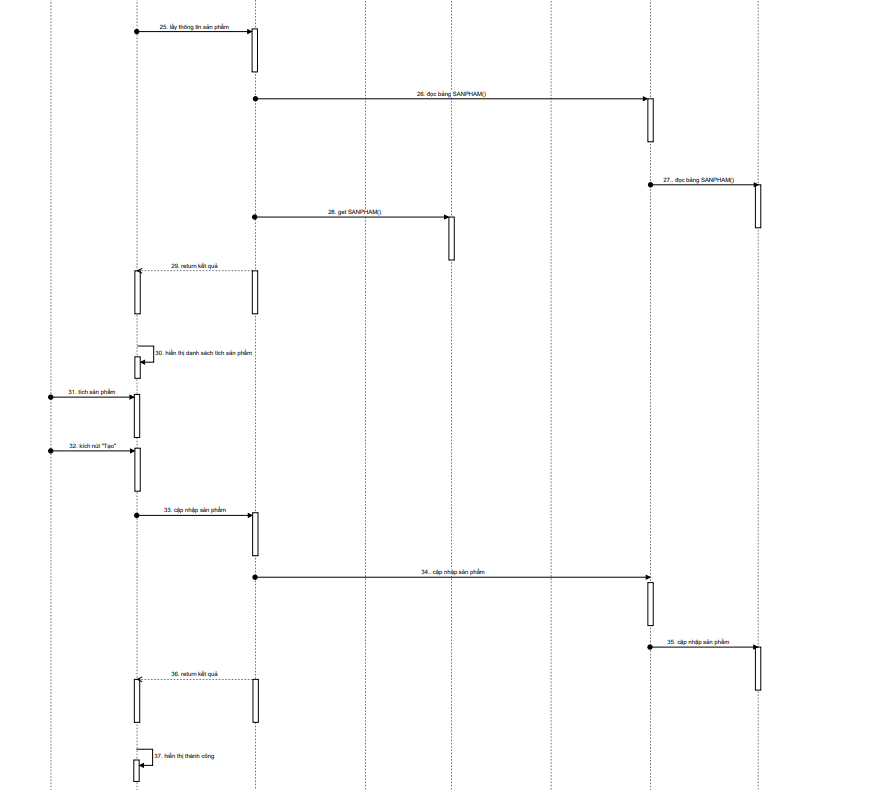 25. lấy thông tin sản phẩm
26. đọc bảng SANPHAM()
27.. đọc bảng SANPHAM()
28. get SANPHAM()
29. return kết quả
30. hiển thị danh sách tích sản phẩm
31. tích sản phẩm
32. kích nút "Tạo"
33. cập nhập sản phẩm
34.. cập nhập sản phẩm
35. cập nhập sản phẩm
36. return kết quả
37. hiển thị thành công